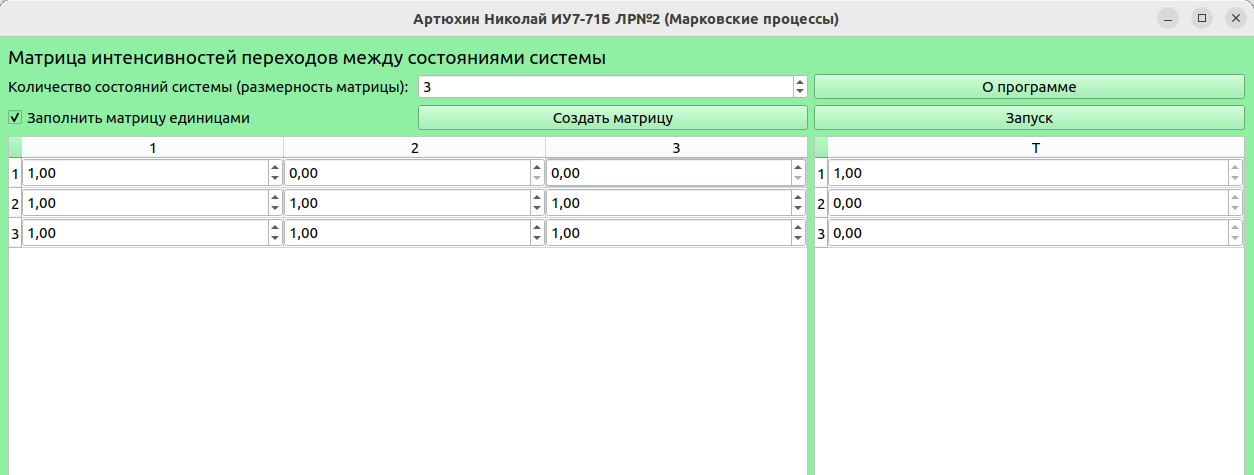 Артюхин Николай ИУ7-71Б ЛР№2 (Марковские процессы)
Матрица интенсивностей переходов между состояниями системы
Количество состояний системы (размерность матрицы): 3 О программе
Заполнить матрицу единицами Создать матрицу Запуск
1 2 3 T
1 1,00 0,00 0,00 1 1,00
2 1,00 1,00 1,00 2 0,00
3 1,00 1,00 1,00 3 0,00